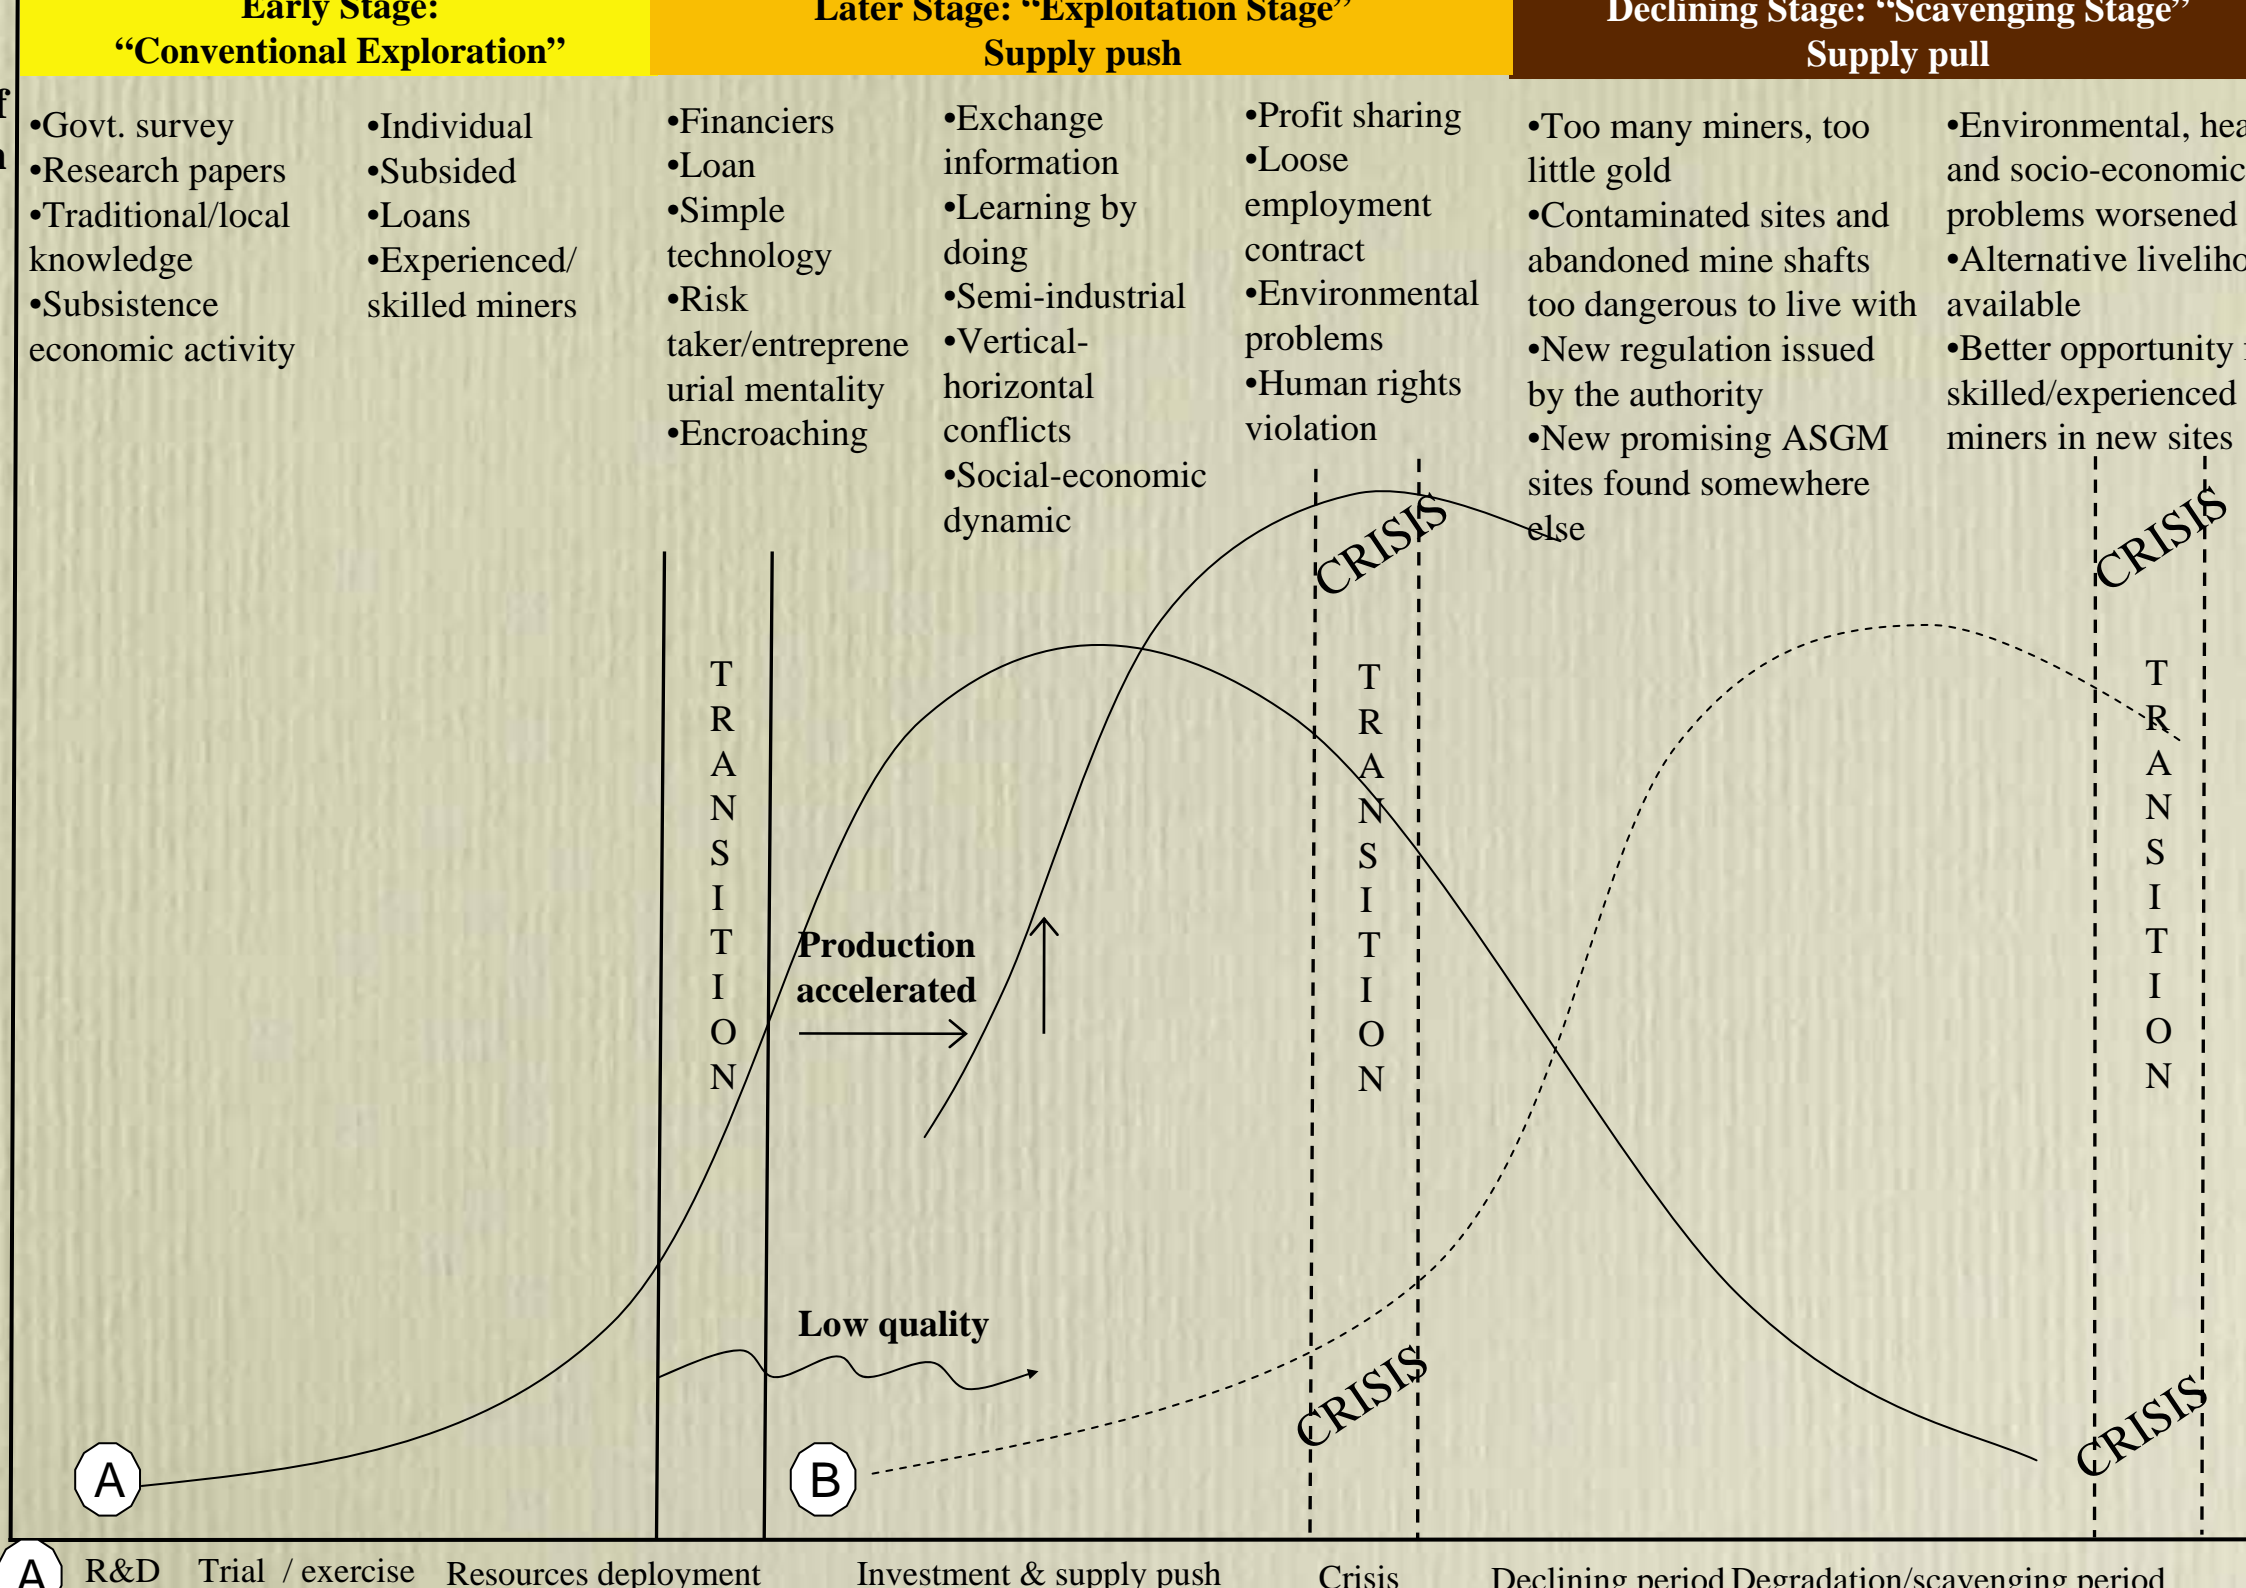 Early Stage:
“Conventional Exploration”
Later Stage: “Exploitation Stage”
Supply push
Declining Stage: “Scavenging Stage”
Supply pull
•Govt. survey
•Research papers
•Traditional/local
knowledge
•Subsistence
economic activity
•Individual
•Subsided
•Loans
•Experienced/
skilled miners
•Financiers
•Loan
•Simple
technology
•Risk
taker/entreprene
urial mentality
•Encroaching
•Exchange
information
•Learning by
doing
•Semi-industrial
•Vertical-
horizontal
conflicts
•Social-economic
dynamic
•Profit sharing
•Loose
employment
contract
•Environmental
problems
•Human rights
violation
•Too many miners, too
little gold
•Contaminated sites and
abandoned mine shafts
too dangerous to live with
•New regulation issued
by the authority
•New promising ASGM
sites found somewhere
else
•Environmental,
and socio-economic
problems worsened
•Alternative
available
•Better opportunity
skilled/experienced
miners in new sites
CRISIS
CRISIS
TRANSITION
TRANSITION
TRANSITION
Production
accelerated
Low quality
CRISIS
CRISIS
A
B
A
R&D
Trial / exercise
Resources deployment
Investment & supply push
Crisis
Declining period
Degradation/scavenging period